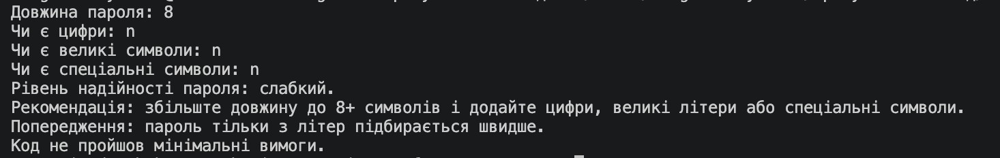 Довжина пароля: 8
Чи є цифри: n
Чи є великі символи: n
Чи є спеціальні символи: n
Рівень надійності пароля: слабкий.
Рекомендація: збільште довжину до 8+ символів і додайте цифри, великі літери або спеціальні символи.
Попередження: пароль тільки з літер підбирається швидше.
Код не пройшов мінімальні вимоги.